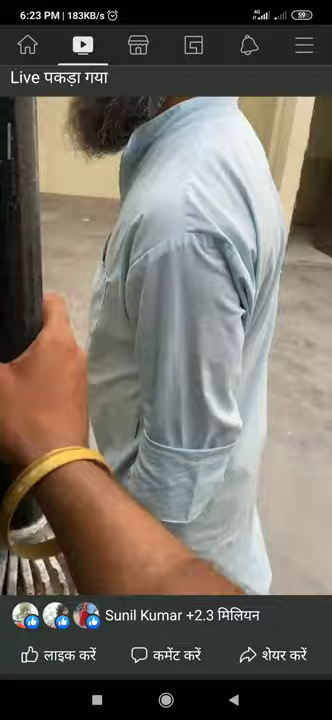 6:23 PM | 183KB/s
4G
59
Live पकड़ा गया
Sunil Kumar +2.3 मिलियन
लाइक करें
कमेंट करें
शेयर करें